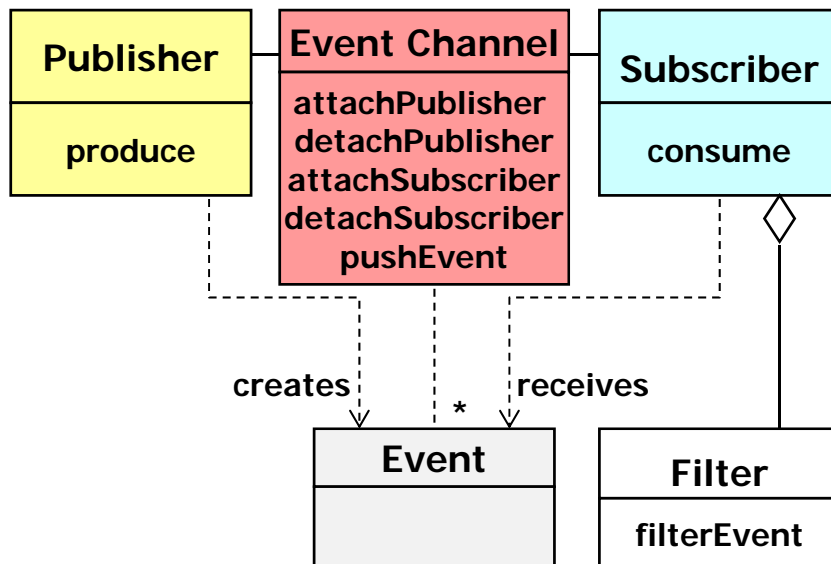 Publisher
produce
Event Channel
attachPublisher
detachPublisher
attachSubscriber
detachSubscriber
pushEvent
Subscriber
consume
creates
*
receives
Event
Filter
filterEvent